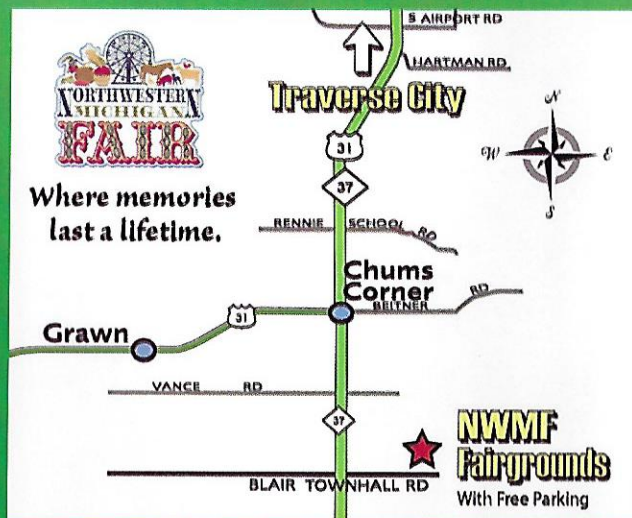 S AIRPORT RD
HARTMAN RD
NORTHWESTERN
MICHIGAN
FAIR
Traverse City
N
W E
S
31
37
Where memories
last a lifetime.
RENNIE SCHOOL RD
Chums
Corner
BEITNER RD
31
Grawn
VANCE RD
37
NWMF
Fairgrounds
With Free Parking
BLAIR TOWNHALL RD